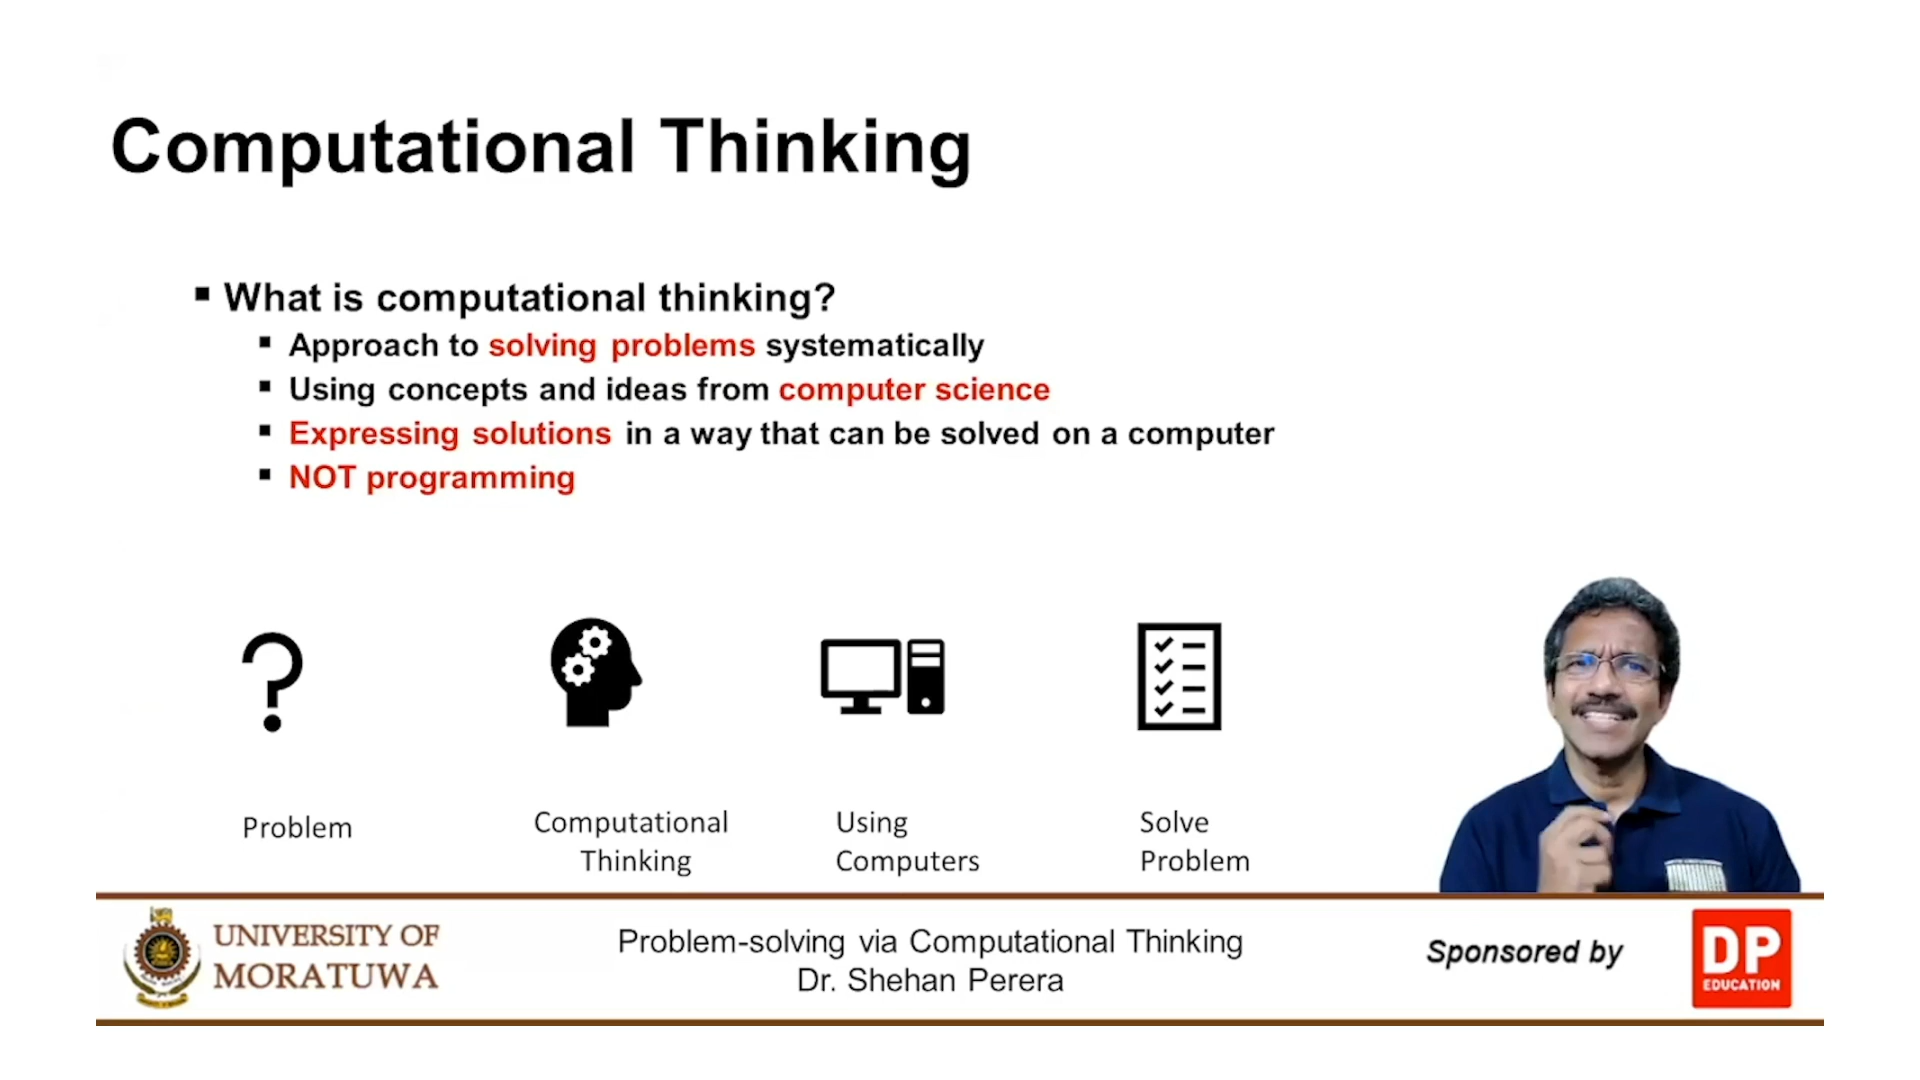 Computational Thinking
▪ What is computational thinking?
▪ Approach to solving problems systematically
▪ Using concepts and ideas from computer science
▪ Expressing solutions in a way that can be solved on a computer
▪ NOT programming
Problem
Computational
Thinking
Using
Computers
Solve
Problem
UNIVERSITY OF
MORATUWA
Problem-solving via Computational Thinking
Dr. Shehan Perera
Sponsored by
DP
EDUCATION